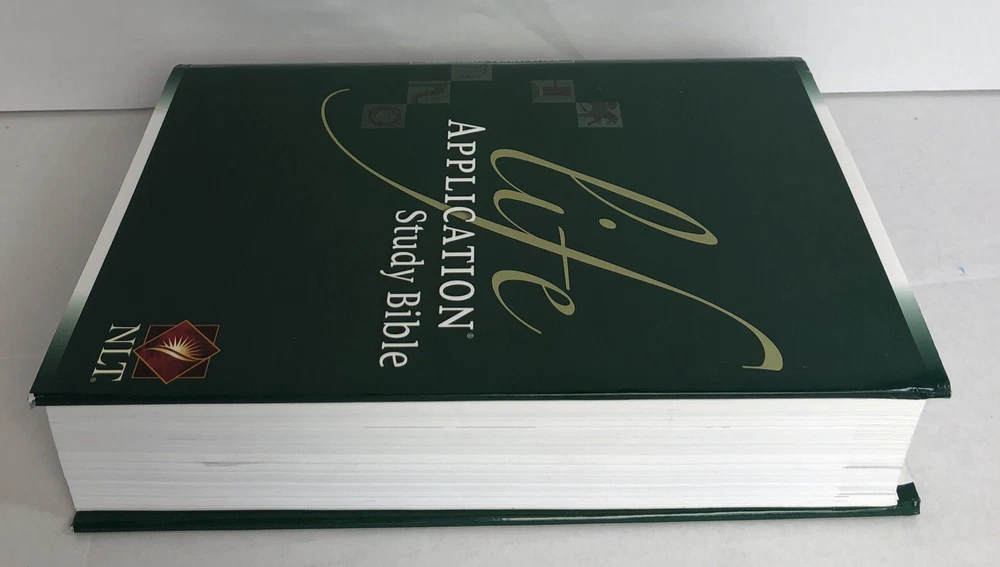 life
APPLICATION®
Study Bible
NLT®